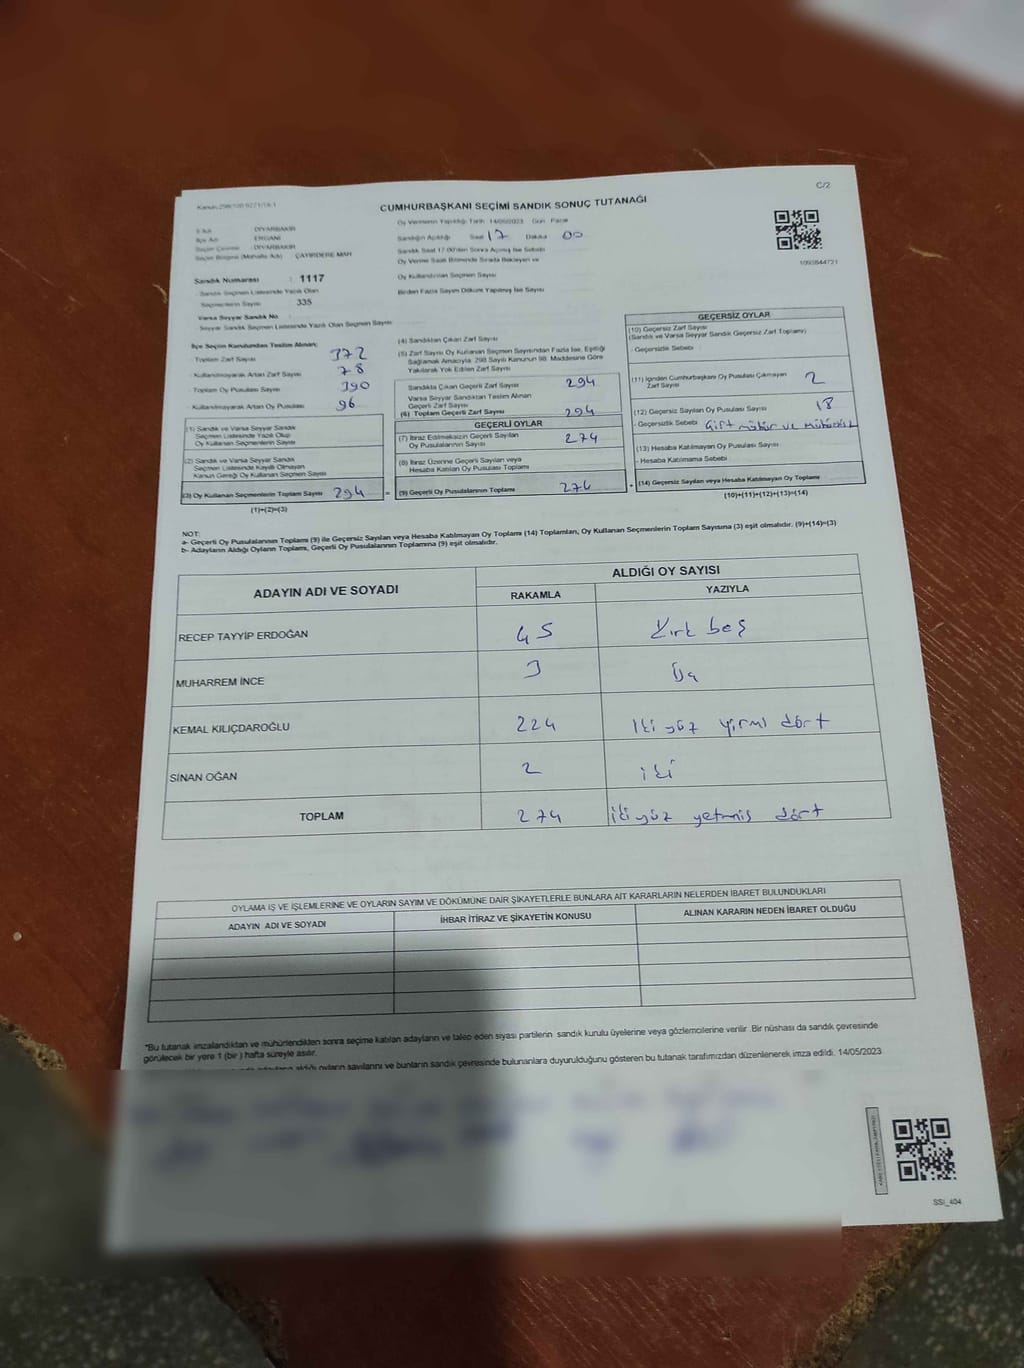 C/2
CUMHURBAŞKANI SEÇİMİ SANDIK SONUÇ TUTANAĞI
İl Adı : DİYARBAKIR
İlçe Adı : ERGANİ
Seçim Çevresi : DİYARBAKIR
Seçim Bölgesi (Mahalle Adı) : ÇAYIRDERE MAH
Sandık Numarası : 1117
Sandık Seçmen Listesinde Yazılı Olan
Seçmenlerin Sayısı : 335
Varsa Seyyar Sandık No :
Seyyar Sandık Seçmen Listesinde Yazılı Olan Seçmen Sayısı
Oy Vermenin Yapıldığı Tarih 14/05/2023 Gün Pazar
Sandığın Açıldığı Saat 17 Dakika 00
Sandık Saat 17:00'den Sonra Açılmış İse Sebebi
Oy Verme Saati Bitiminde Sırada Bekleyen ve
Oy Kullandırılan Seçmen Sayısı
Birden Fazla Sayım Döküm Yapılmış İse Sayısı
1093844721
İlçe Seçim Kurulundan Teslim Alınan;
- Toplam Zarf Sayısı 372
- Kullanılmayarak Artan Zarf Sayısı 78
- Toplam Oy Pusulası Sayısı 390
- Kullanılmayarak Artan Oy Pusulası 96
(1) Sandık ve Varsa Seyyar Sandık
Seçmen Listesinde Yazılı Olup
Oy Kullanan Seçmenlerin Sayısı
(2) Sandık ve Varsa Seyyar Sandık
Seçmen Listesinde Kayıtlı Olmayan
Kanun Gereği Oy Kullanan Seçmen Sayısı
(3) Oy Kullanan Seçmenlerin Toplam Sayısı 294 =
(1)+(2)=(3)
(4) Sandıktan Çıkan Zarf Sayısı
(5) Zarf Sayısı Oy Kullanan Seçmen Sayısından Fazla İse, Eşitliği
Sağlamak Amacıyla 298 Sayılı Kanunun 98. Maddesine Göre
Yakılarak Yok Edilen Zarf Sayısı
Sandıkta Çıkan Geçerli Zarf Sayısı 294
Varsa Seyyar Sandıktan Teslim Alınan
Geçerli Zarf Sayısı
(6) Toplam Geçerli Zarf Sayısı 294
GEÇERLİ OYLAR
(7) İtiraz Edilmeksizin Geçerli Sayılan
Oy Pusulalarının Sayısı 274
(8) İtiraz Üzerine Geçerli Sayılan veya
Hesaba Katılan Oy Pusulası Toplamı
(9) Geçerli Oy Pusulalarının Toplamı 274 +
GEÇERSİZ OYLAR
(10) Geçersiz Zarf Sayısı
(Sandık ve Varsa Seyyar Sandık Geçersiz Zarf Toplamı)
- Geçersizlik Sebebi
(11) İçinden Cumhurbaşkanı Oy Pusulası Çıkmayan
Zarf Sayısı 2
(12) Geçersiz Sayılan Oy Pusulası Sayısı 18
- Geçersizlik Sebebi Çift mühür ve mühürsüz
(13) Hesaba Katılmayan Oy Pusulası Sayısı
- Hesaba Katılmama Sebebi
(14) Geçersiz Sayılan veya Hesaba Katılmayan Oy Toplamı
(10)+(11)+(12)+(13)=(14)
NOT:
a- Geçerli Oy Pusulalarının Toplamı (9) ile Geçersiz Sayılan veya Hesaba Katılmayan Oy Toplamı (14) Toplamları, Oy Kullanan Seçmenlerin Toplam Sayısına (3) eşit olmalıdır. (9)+(14)=(3)
b- Adayların Aldığı Oyların Toplamı, Geçerli Oy Pusulalarının Toplamına (9) eşit olmalıdır.
ADAYIN ADI VE SOYADI
ALDIĞI OY SAYISI
RAKAMLA YAZIYLA
RECEP TAYYİP ERDOĞAN 45 Kırk beş
MUHARREM İNCE 3 Üç
KEMAL KILIÇDAROĞLU 224 iki yüz yirmi dört
SİNAN OĞAN 2 iki
TOPLAM 274 iki yüz yetmiş dört
OYLAMA İŞ VE İŞLEMLERİNE VE OYLARIN SAYIM VE DÖKÜMÜNE DAİR ŞİKAYETLERLE BUNLARA AİT KARARLARIN NELERDEN İBARET BULUNDUKLARI
ADAYIN ADI VE SOYADI İHBAR İTİRAZ VE ŞİKAYETİN KONUSU ALINAN KARARIN NEDEN İBARET OLDUĞU
*Bu tutanak imzalandıktan ve mühürlendikten sonra seçime katılan adayların ve talep eden siyasi partilerin sandık kurulu üyelerine veya gözlemcilerine verilir. Bir nüshası da sandık çevresinde
görülecek bir yere 1 (bir) hafta süreyle asılır.
aldığı oyların sayılarını ve bunların sandık çevresinde bulunanlara duyurulduğunu gösteren bu tutanak tarafımızdan düzenlenerek imza edildi. 14/05/2023
SSI_404